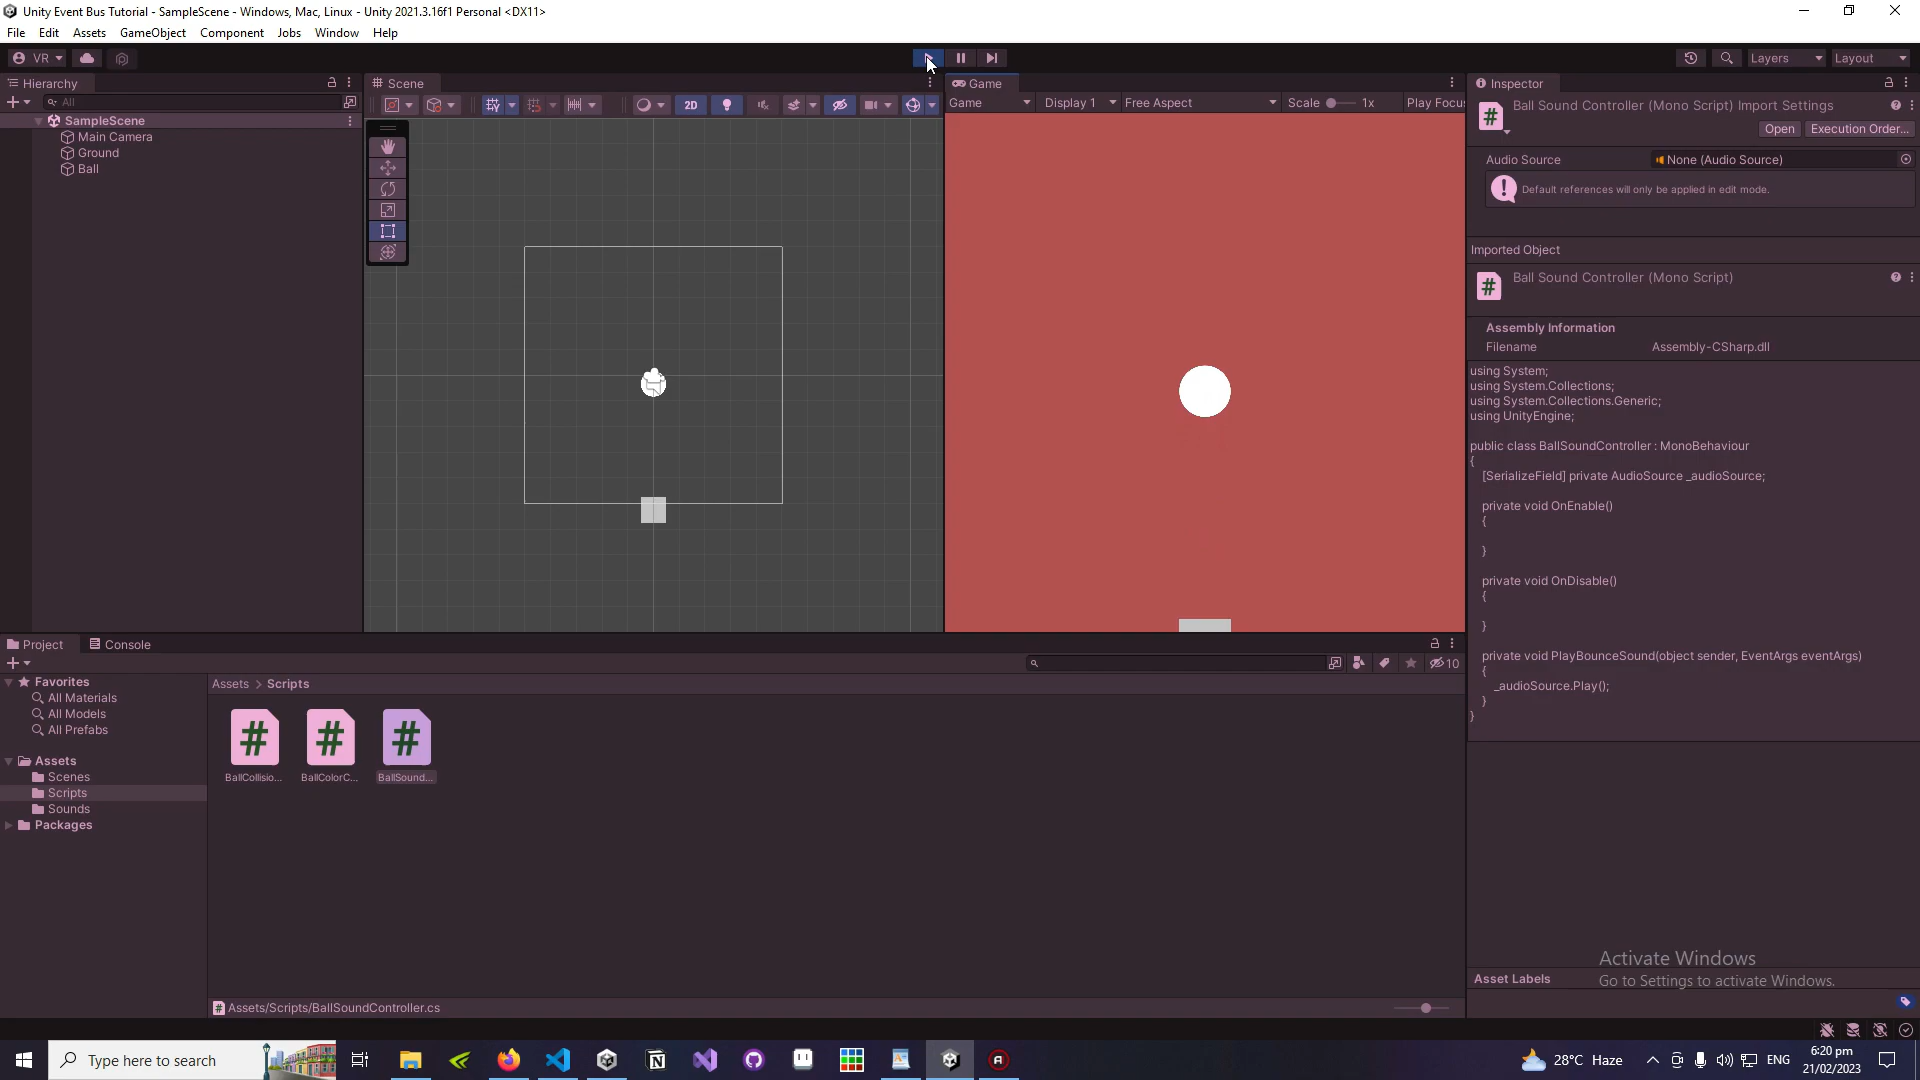 Unity Event Bus Tutorial - SampleScene - Windows, Mac, Linux - Unity 2021.3.16f1 Personal <DX11>
File Edit Assets GameObject Component Jobs Window Help
VR
Layers
Layout
Hierarchy
All
SampleScene
Main Camera
Ground
Ball
Scene
2D
Game
Game
Display 1
Free Aspect
Scale
1x
Play Focus
Inspector
Ball Sound Controller (Mono Script) Import Settings
Open
Execution Order...
Audio Source
None (Audio Source)
Default references will only be applied in edit mode.
Imported Object
Ball Sound Controller (Mono Script)
Assembly Information
Filename
Assembly-CSharp.dll
using System;
using System.Collections;
using System.Collections.Generic;
using UnityEngine;
public class BallSoundController : MonoBehaviour
{
[SerializeField] private AudioSource _audioSource;
private void OnEnable()
{
}
private void OnDisable()
{
}
private void PlayBounceSound(object sender, EventArgs eventArgs)
{
_audioSource.Play();
}
}
Project
Console
10
Favorites
All Materials
All Models
All Prefabs
Assets
Scenes
Scripts
Sounds
Packages
Assets > Scripts
BallCollisio...
BallColorC...
BallSound...
Assets/Scripts/BallSoundController.cs
Asset Labels
Activate Windows
Go to Settings to activate Windows.
Type here to search
28°C Haze
ENG
6:20 pm
21/02/2023